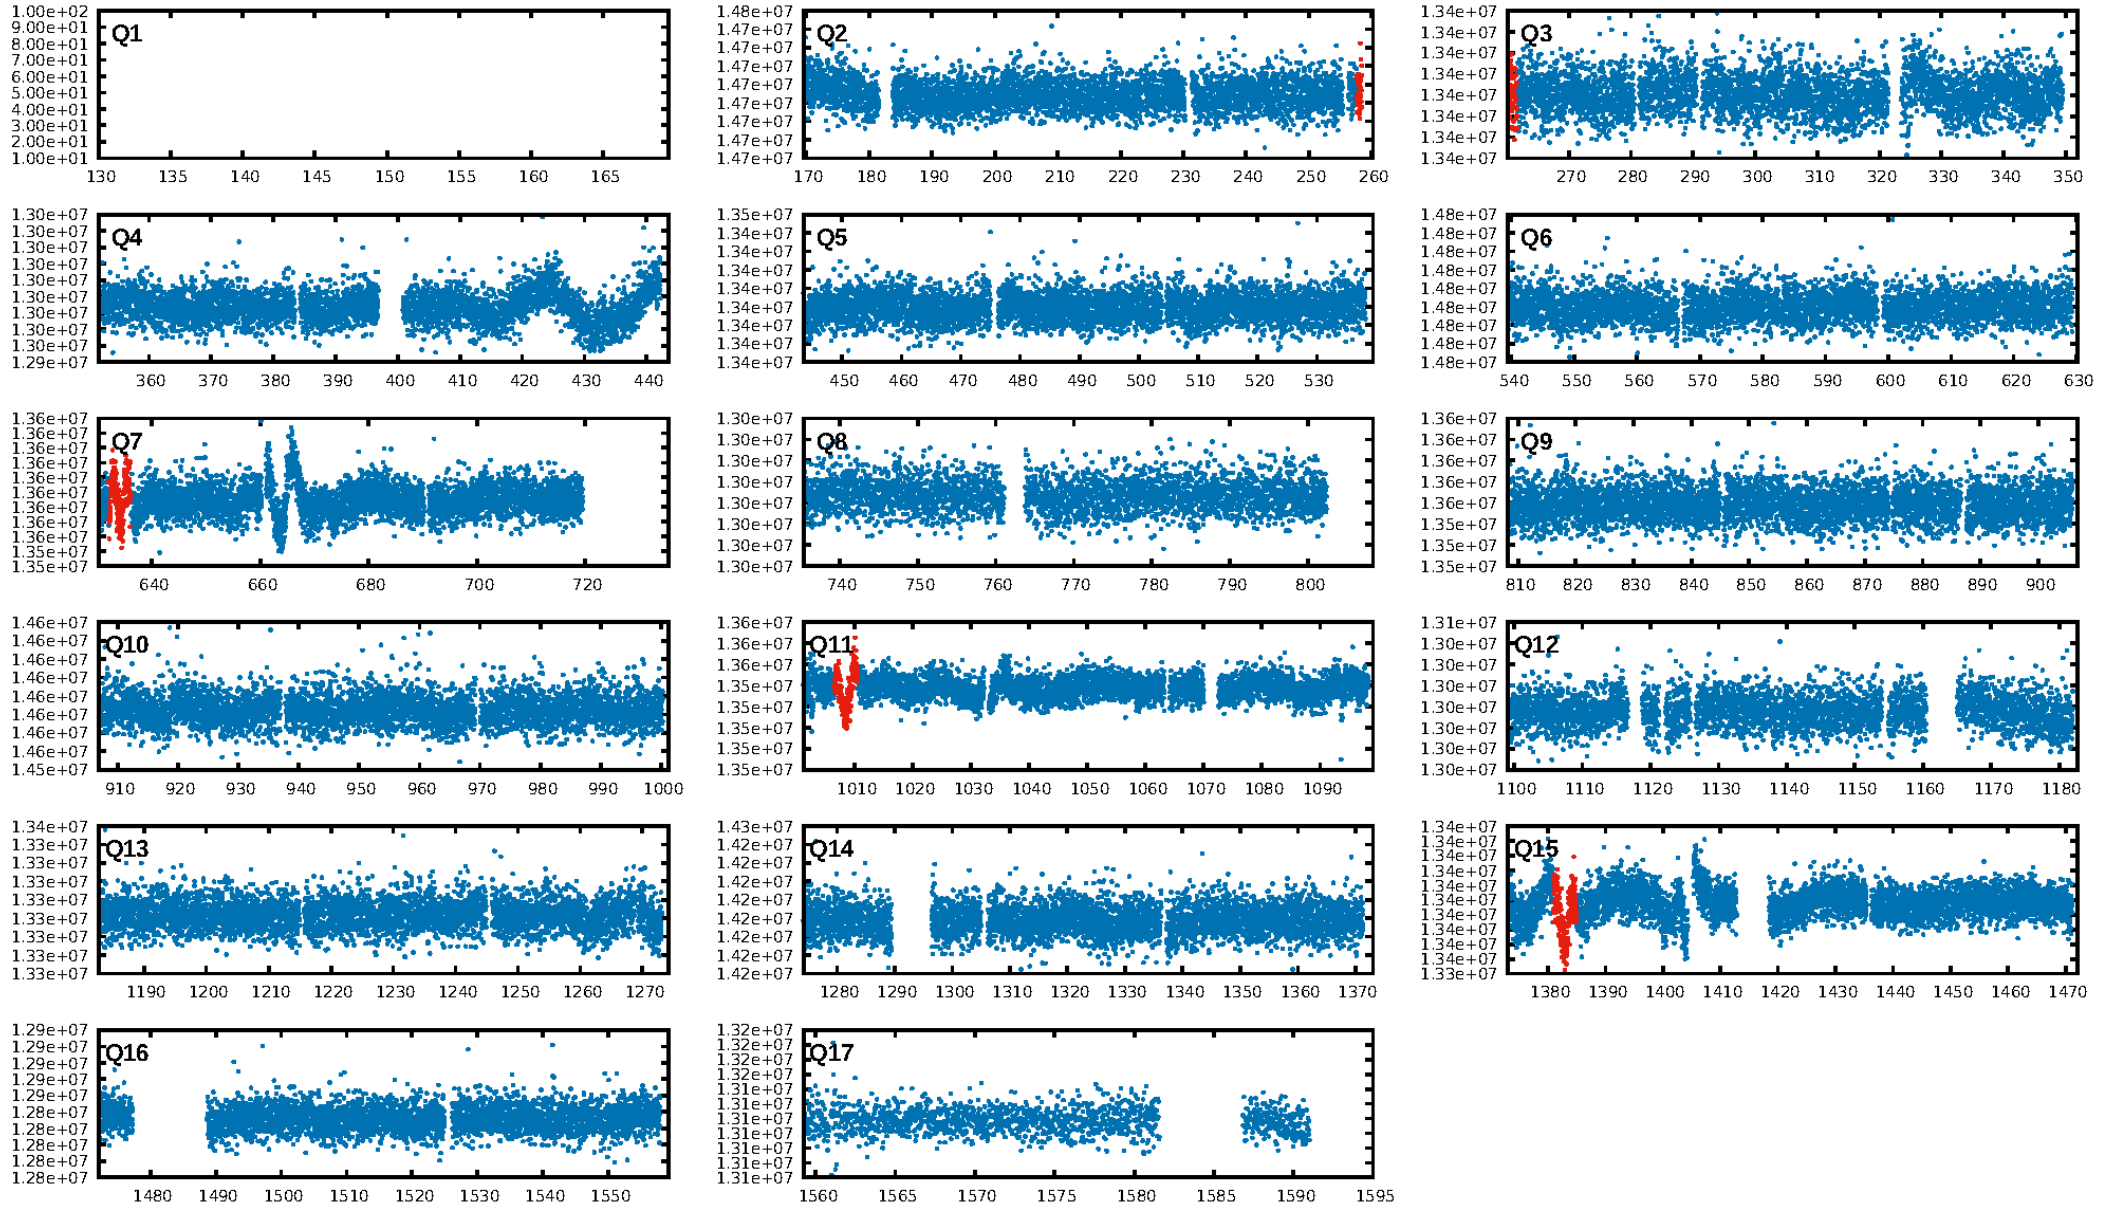 1.00e+02
9.00e+01
8.00e+01
7.00e+01
6.00e+01
5.00e+01
4.00e+01
3.00e+01
2.00e+01
1.00e+01
Q1
130 135 140 145 150 155 160 165
1.48e+07
1.47e+07
1.47e+07
1.47e+07
1.47e+07
1.47e+07
1.47e+07
1.47e+07
1.47e+07
Q2
170 180 190 200 210 220 230 240 250 260
1.34e+07
1.34e+07
1.34e+07
1.34e+07
1.34e+07
1.34e+07
1.34e+07
1.34e+07
Q3
270 280 290 300 310 320 330 340 350
1.30e+07
1.30e+07
1.30e+07
1.30e+07
1.30e+07
1.30e+07
1.30e+07
1.30e+07
1.30e+07
1.29e+07
Q4
360 370 380 390 400 410 420 430 440
1.35e+07
1.34e+07
1.34e+07
1.34e+07
1.34e+07
1.34e+07
1.34e+07
1.34e+07
1.34e+07
Q5
450 460 470 480 490 500 510 520 530
1.48e+07
1.48e+07
1.48e+07
1.48e+07
1.48e+07
1.48e+07
1.48e+07
1.48e+07
1.48e+07
Q6
540 550 560 570 580 590 600 610 620 630
1.36e+07
1.36e+07
1.36e+07
1.36e+07
1.36e+07
1.36e+07
1.36e+07
1.36e+07
1.36e+07
1.36e+07
1.35e+07
Q7
640 660 680 700 720
1.30e+07
1.30e+07
1.30e+07
1.30e+07
1.30e+07
1.30e+07
1.30e+07
1.30e+07
Q8
740 750 760 770 780 790 800
1.36e+07
1.36e+07
1.36e+07
1.36e+07
1.36e+07
1.35e+07
1.35e+07
1.35e+07
Q9
810 820 830 840 850 860 870 880 890 900
1.46e+07
1.46e+07
1.46e+07
1.46e+07
1.46e+07
1.46e+07
1.46e+07
1.46e+07
1.45e+07
Q10
910 920 930 940 950 960 970 980 990 1000
1.36e+07
1.36e+07
1.36e+07
1.35e+07
1.35e+07
1.35e+07
1.35e+07
1.35e+07
Q11
1010 1020 1030 1040 1050 1060 1070 1080 1090
1.31e+07
1.30e+07
1.30e+07
1.30e+07
1.30e+07
1.30e+07
1.30e+07
1.30e+07
Q12
1100 1110 1120 1130 1140 1150 1160 1170 1180
1.34e+07
1.33e+07
1.33e+07
1.33e+07
1.33e+07
1.33e+07
1.33e+07
1.33e+07
1.33e+07
Q13
1190 1200 1210 1220 1230 1240 1250 1260 1270
1.43e+07
1.42e+07
1.42e+07
1.42e+07
1.42e+07
1.42e+07
1.42e+07
1.42e+07
1.42e+07
Q14
1280 1290 1300 1310 1320 1330 1340 1350 1360 1370
1.34e+07
1.34e+07
1.34e+07
1.34e+07
1.34e+07
1.34e+07
1.34e+07
1.34e+07
1.34e+07
1.34e+07
1.33e+07
Q15
1380 1390 1400 1410 1420 1430 1440 1450 1460 1470
1.29e+07
1.29e+07
1.29e+07
1.29e+07
1.29e+07
1.28e+07
1.28e+07
1.28e+07
1.28e+07
1.28e+07
Q16
1480 1490 1500 1510 1520 1530 1540 1550
1.32e+07
1.32e+07
1.32e+07
1.32e+07
1.31e+07
1.31e+07
1.31e+07
1.31e+07
1.31e+07
1.31e+07
1.31e+07
Q17
1560 1565 1570 1575 1580 1585 1590 1595